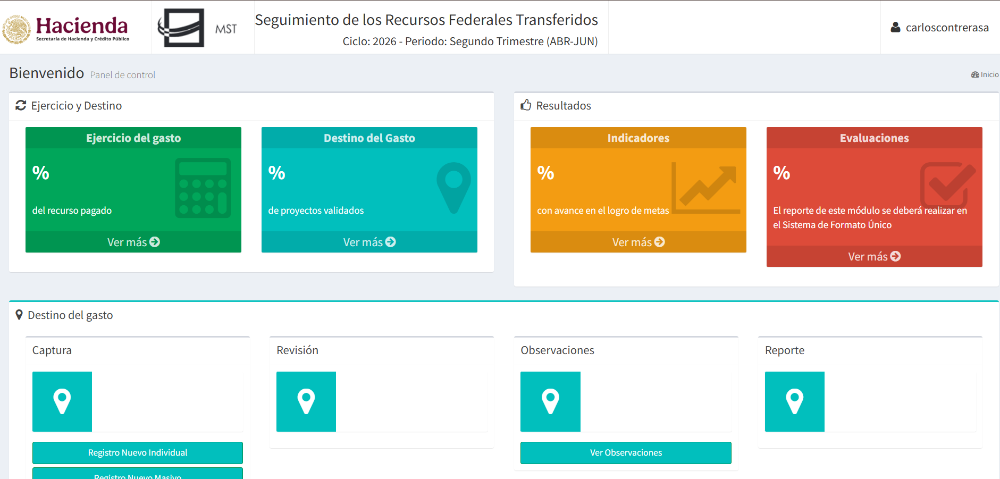 Hacienda
Secretaría de Hacienda y Crédito Público
MST
Seguimiento de los Recursos Federales Transferidos
Ciclo: 2026 - Periodo: Segundo Trimestre (ABR-JUN)
carloscontrerasa
Bienvenido Panel de control
Inicio
Ejercicio y Destino
Ejercicio del gasto
%
del recurso pagado
Ver más
Destino del Gasto
%
de proyectos validados
Ver más
Resultados
Indicadores
%
con avance en el logro de metas
Ver más
Evaluaciones
%
El reporte de este módulo se deberá realizar en
el Sistema de Formato Único
Ver más
Destino del gasto
Captura
Registro Nuevo Individual
Registro Nuevo Masivo
Revisión
Observaciones
Ver Observaciones
Reporte